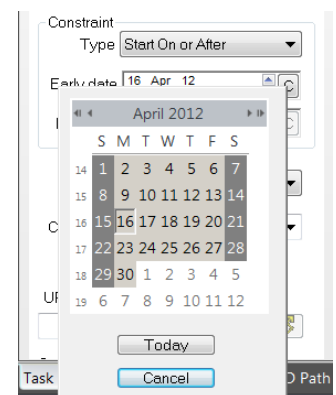 Constraint
Type Start On or After
Early date 16 Apr 12 C
April 2012
S M T W T F S
14 1 2 3 4 5 6 7
15 8 9 10 11 12 13 14
16 15 16 17 18 19 20 21
17 22 23 24 25 26 27 28
18 29 30 1 2 3 4 5
19 6 7 8 9 10 11 12
Today
Task Cancel Path